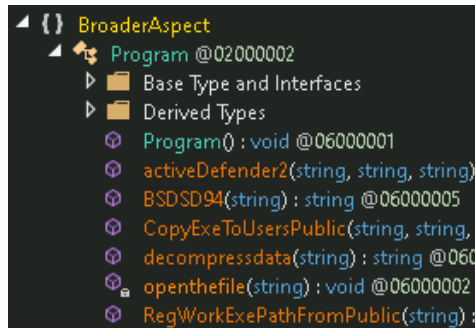 { } BroaderAspect
Program @02000002
Base Type and Interfaces
Derived Types
Program() : void @06000001
activeDefender2(string, string, string)
BSDSD94(string) : string @06000005
CopyExeToUsersPublic(string, string,
decompressdata(string) : string @060
openthefile(string) : void @06000002
RegWorkExePathFromPublic(string) :